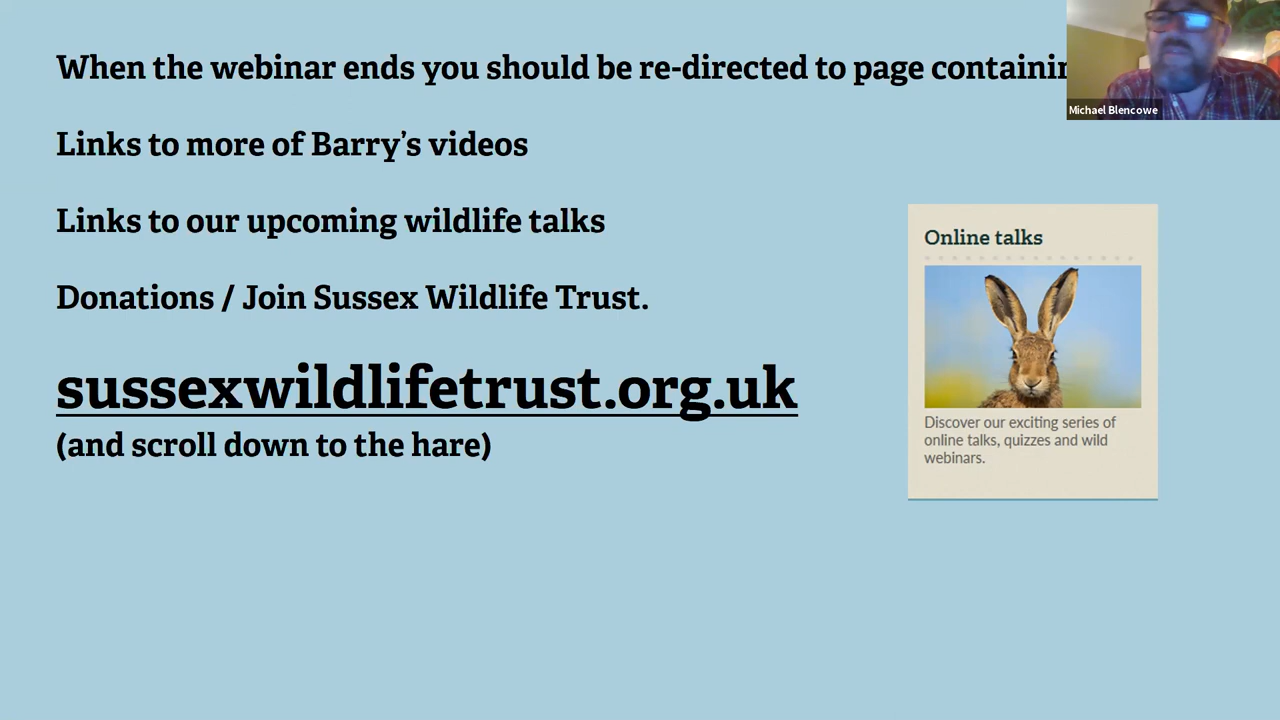 When the webinar ends you should be re-directed to page
Michael Blencowe
Links to more of Barry's videos
Links to our upcoming wildlife talks
Donations / Join Sussex Wildlife Trust.
sussexwildlifetrust.org.uk
(and scroll down to the hare)
Online talks
Discover our exciting series of
online talks, quizzes and wild
webinars.